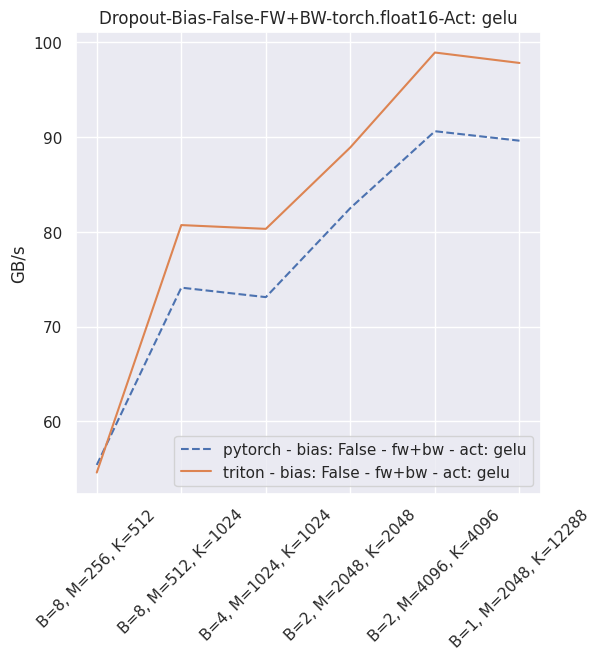 Dropout-Bias-False-FW+BW-torch.float16-Act: gelu
100
90
80
70
60
GB/s
pytorch - bias: False - fw+bw - act: gelu
triton - bias: False - fw+bw - act: gelu
B=8, M=256, K=512
B=8, M=512, K=1024
B=4, M=1024, K=1024
B=2, M=2048, K=2048
B=2, M=4096, K=4096
B=1, M=2048, K=12288